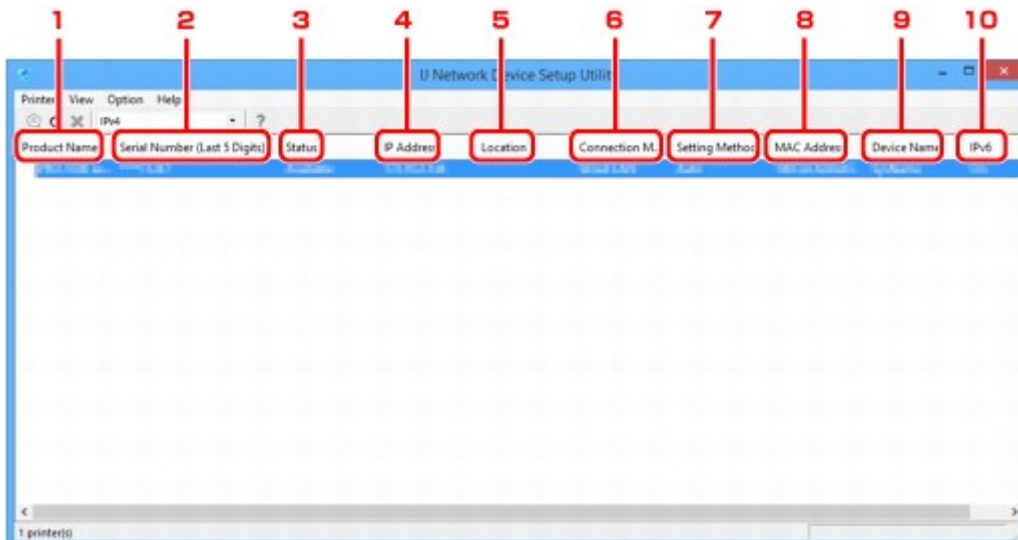 1 2 3 4 5 6 7 8 9 10
IJ Network Device Setup Utility
Printer View Option Help
IPv4 ?
Product Name Serial Number (Last 5 Digits) Status IP Address Location Connection M. Setting Method MAC Address Device Name IPv6
Available
1 printer(s)